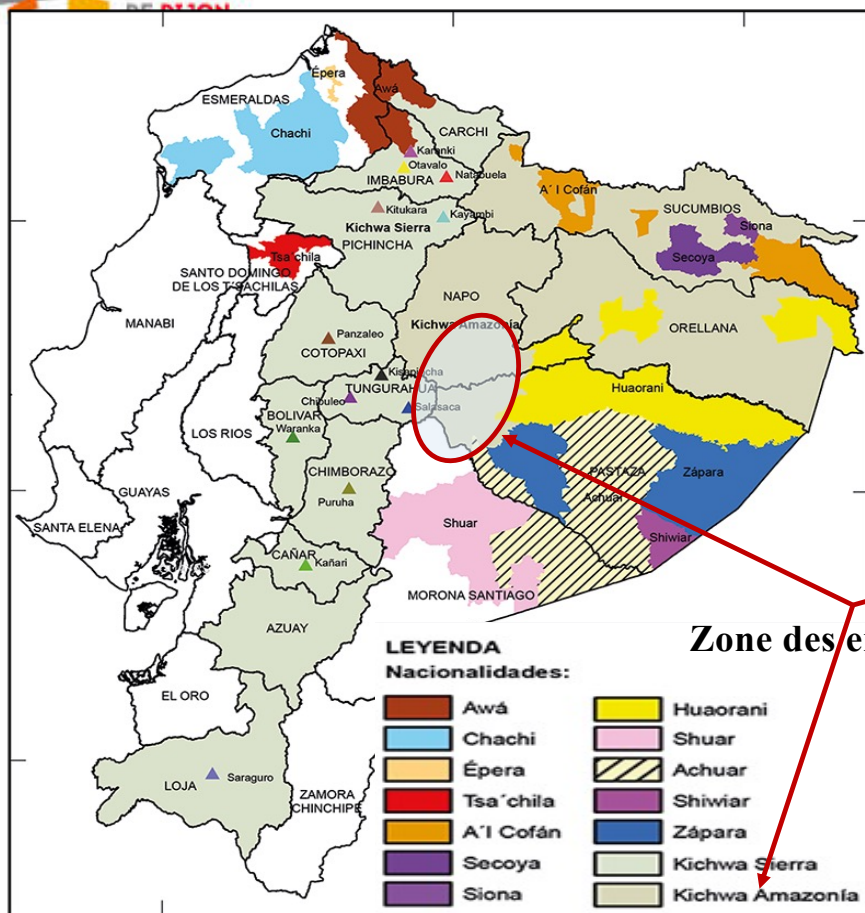 DE DIJON
Épera
Awá
ESMERALDAS
Chachi
CARCHI
Karanki
Otavalo
IMBABURA
Natabuela
A´I Cofán
SUCUMBIOS
Siona
Secoya
Kitukara
Kayambi
Kichwa Sierra
PICHINCHA
Tsa´chila
SANTO DOMINGO
DE LOS T´SACHILAS
NAPO
Kichwa Amazonía
ORELLANA
MANABI
Panzaleo
COTOPAXI
TUNGURAHUA
Chibuleo
Salasaca
Huaorani
BOLIVAR
Waranka
LOS RIOS
CHIMBORAZO
Puruha
PASTAZA
Achuar
Zápara
GUAYAS
SANTA ELENA
Shuar
Shiwiar
CAÑAR
Kañari
MORONA SANTIAGO
AZUAY
Zone des
EL ORO
LOJA
Saraguro
ZAMORA
CHINCHIPE
LEYENDA
Nacionalidades:
Awá
Chachi
Épera
Tsa´chila
A´I Cofán
Secoya
Siona
Huaorani
Shuar
Achuar
Shiwiar
Zápara
Kichwa Sierra
Kichwa Amazonía